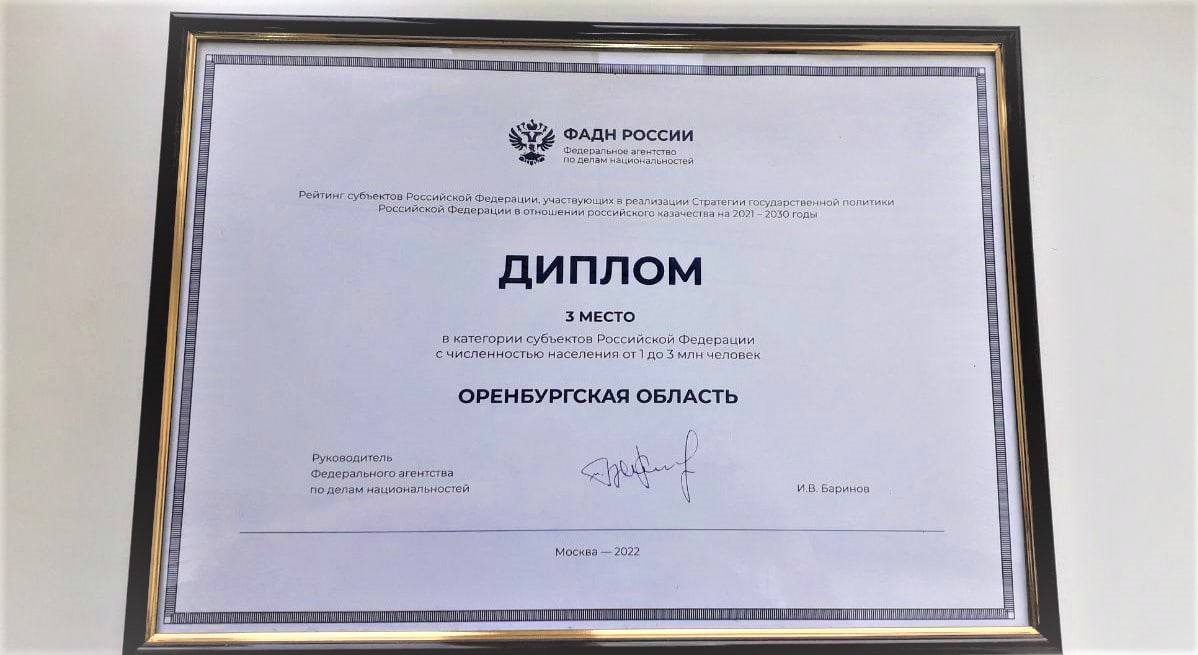 ФАДН РОССИИ
Федеральное агентство
по делам национальностей
Рейтинг субъектов Российской Федерации, участвующих в реализации Стратегии государственной политики
Российской Федерации в отношении российского казачества на 2021 – 2030 годы
ДИПЛОМ
3 МЕСТО
в категории субъектов Российской Федерации
с численностью населения от 1 до 3 млн человек
ОРЕНБУРГСКАЯ ОБЛАСТЬ
Руководитель
Федерального агентства
по делам национальностей
И.В. Баринов
Москва — 2022